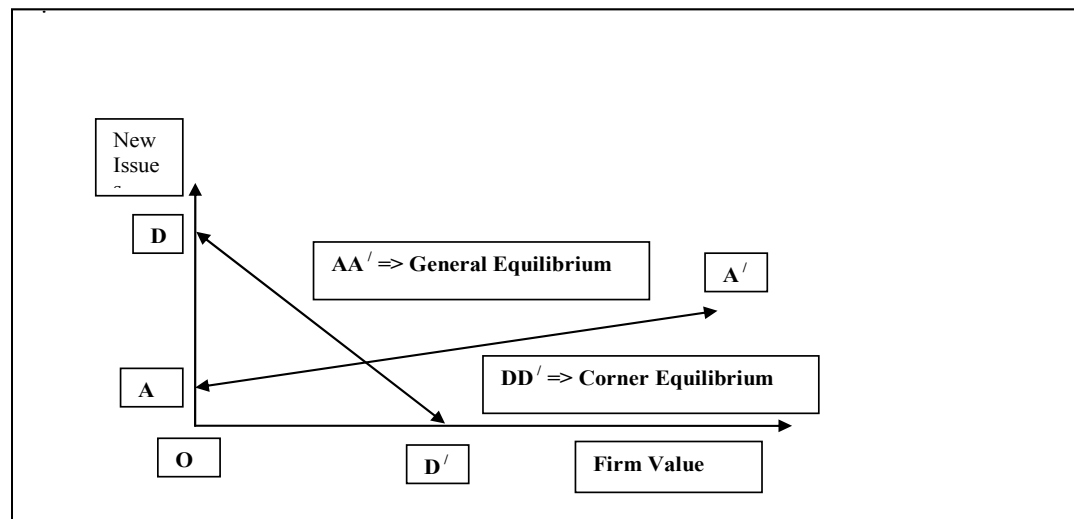 New
Issue
D
AA / => General Equilibrium
A /
A
DD / => Corner Equilibrium
O
D /
Firm Value